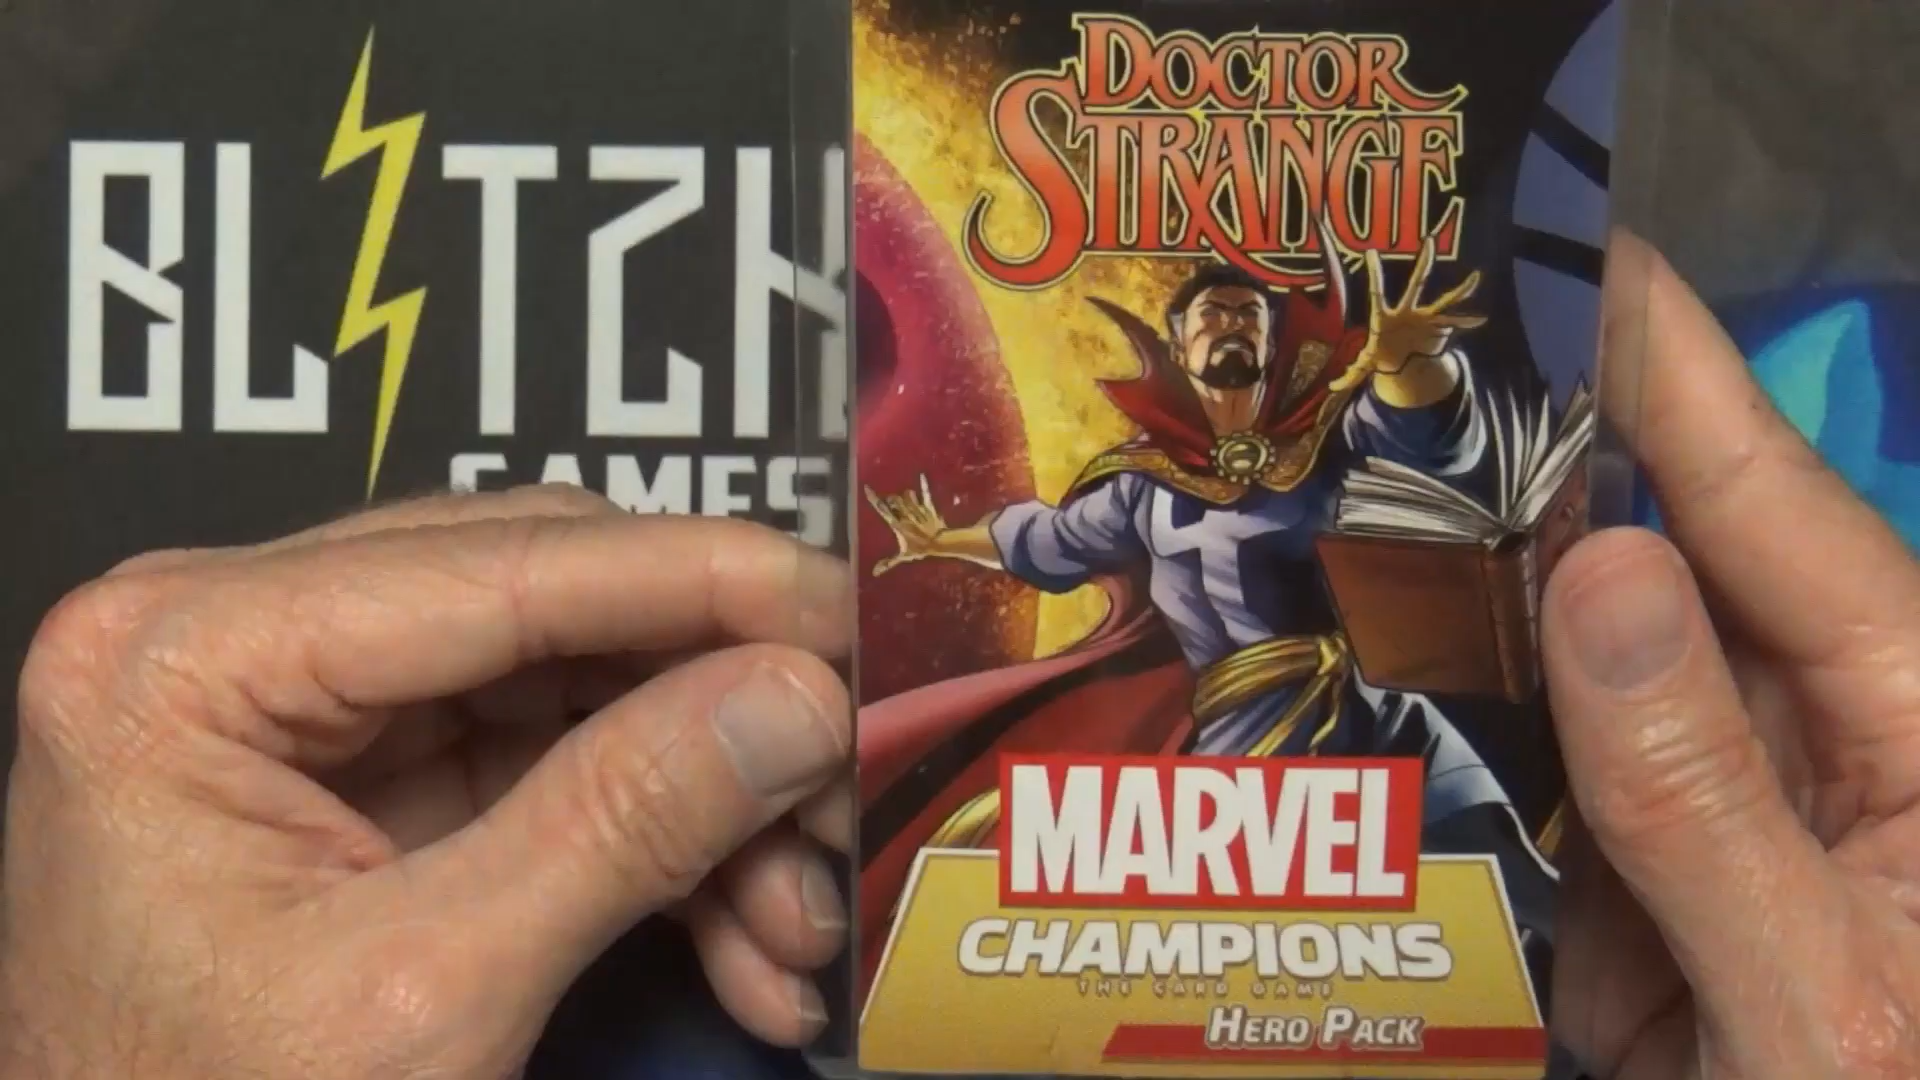 BLITZK
GAMES
DOCTOR
STRANGE
MARVEL
CHAMPIONS
THE CARD GAME
HERO PACK